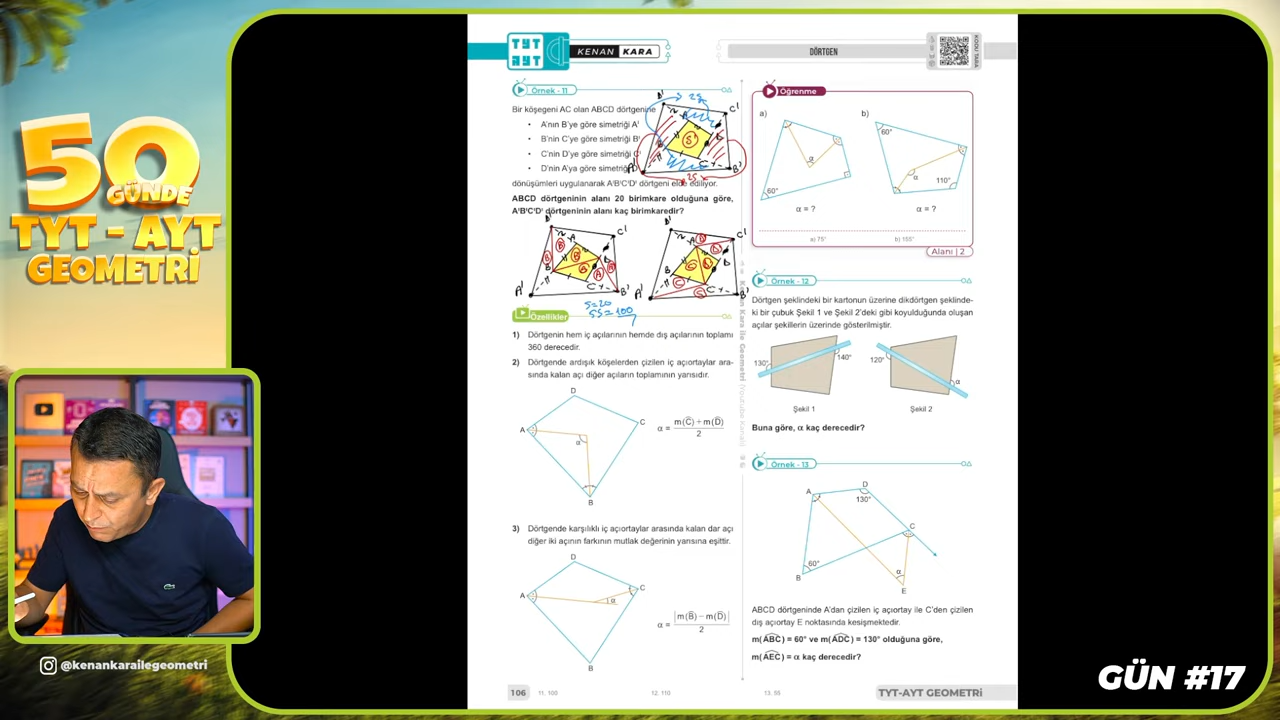 50
GÜNDE
TYT - AYT
GEOMETRİ
@kenankarailegeometri
GÜN #17
TYT
AYT
KENAN KARA
DÖRTGEN
Örnek - 11
Bir köşegeni AC olan ABCD dörtgenine
• A'nın B'ye göre simetriği A'
• B'nin C'ye göre simetriği B'
• C'nin D'ye göre simetriği C'
• D'nin A'ya göre simetriği
dönüşümleri uygulanarak A'B'C'D' dörtgeni elde ediliyor.
ABCD dörtgeninin alanı 20 birimkare olduğuna göre,
A'B'C'D' dörtgeninin alanı kaç birimkaredir?
S=20
5S=100
Özellikler
1) Dörtgenin hem iç açılarının hemde dış açılarının toplamı
360 derecedir.
2) Dörtgende ardışık köşelerden çizilen iç açıortaylar ara-
sında kalan açı diğer açıların toplamının yarısıdır.
D
A
C
α
B
α = m(C) + m(D)
2
3) Dörtgende karşılıklı iç açıortaylar arasında kalan dar açı
diğer iki açının farkının mutlak değerinin yarısına eşittir.
D
A
C
α
B
α = |m(B) − m(D)|
2
106
11. 100
12. 110
13. 55
TYT-AYT GEOMETRİ
Öğrenme
a)
α
60°
α = ?
b)
60°
α
110°
α = ?
a) 75°
b) 155°
Alanı | 2
Örnek - 12
Dörtgen şeklindeki bir kartonun üzerine dikdörtgen şeklinde-
ki bir çubuk Şekil 1 ve Şekil 2'deki gibi koyulduğunda oluşan
açılar şekillerin üzerinde gösterilmiştir.
130°
140°
120°
α
Şekil 1
Şekil 2
Buna göre, α kaç derecedir?
Örnek - 13
A
D
130°
C
60°
B
α
E
ABCD dörtgeninde A'dan çizilen iç açıortay ile C'den çizilen
dış açıortay E noktasında kesişmektedir.
m(ABC) = 60° ve m(ADC) = 130° olduğuna göre,
m(AEC) = α kaç derecedir?